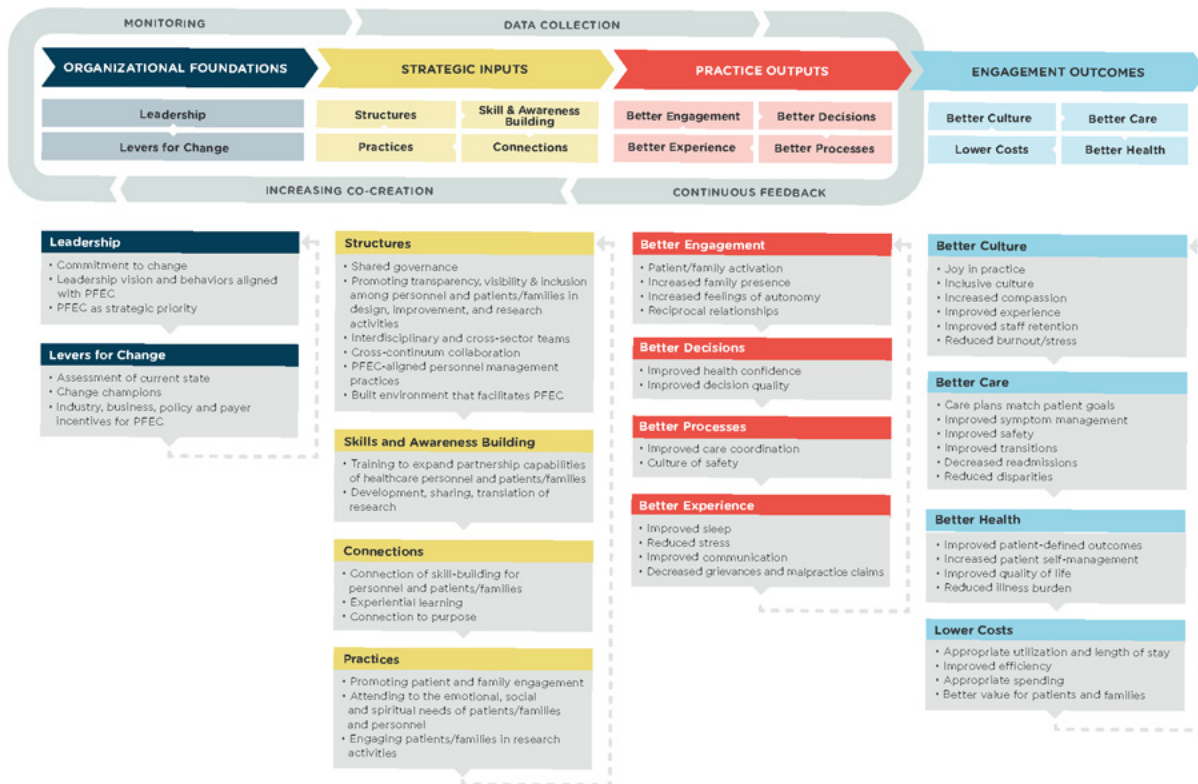 MONITORING
DATA COLLECTION
ORGANIZATIONAL FOUNDATIONS
STRATEGIC INPUTS
PRACTICE OUTPUTS
ENGAGEMENT OUTCOMES
Leadership
Levers for Change
Structures
Skill & Awareness
Building
Practices
Connections
Better Engagement
Better Decisions
Better Experience
Better Processes
Better Culture
Better Care
Lower Costs
Better Health
INCREASING CO-CREATION
CONTINUOUS FEEDBACK
Leadership
• Commitment to change
• Leadership vision and behaviors aligned
with PFEC
• PFEC as strategic priority
Levers for Change
• Assessment of current state
• Change champions
• Industry, business, policy and payer
incentives for PFEC
Structures
• Shared governance
• Promoting transparency, visibility & inclusion
among personnel and patients/families in
design, improvement, and research
activities
• Interdisciplinary and cross-sector teams
• Cross-continuum collaboration
• PFEC-aligned personnel management
practices
• Built environment that facilitates PFEC
Skills and Awareness Building
• Training to expand partnership capabilities
of healthcare personnel and patients/families
• Development, sharing, translation of
research
Connections
• Connection of skill-building for
personnel and patients/families
• Experiential learning
• Connection to purpose
Practices
• Promoting patient and family engagement
• Attending to the emotional, social
and spiritual needs of patients/families
and personnel
• Engaging patients/families in research
activities
Better Engagement
• Patient/family activation
• Increased family presence
• Increased feelings of autonomy
• Reciprocal relationships
Better Decisions
• Improved health confidence
• Improved decision quality
Better Processes
• Improved care coordination
• Culture of safety
Better Experience
• Improved sleep
• Reduced stress
• Improved communication
• Decreased grievances and malpractice claims
Better Culture
• Joy in practice
• Inclusive culture
• Increased compassion
• Improved experience
• Improved staff retention
• Reduced burnout/stress
Better Care
• Care plans match patient goals
• Improved symptom management
• Improved safety
• Improved transitions
• Decreased readmissions
• Reduced disparities
Better Health
• Improved patient-defined outcomes
• Increased patient self-management
• Improved quality of life
• Reduced illness burden
Lower Costs
• Appropriate utilization and length of stay
• Improved efficiency
• Appropriate spending
• Better value for patients and families